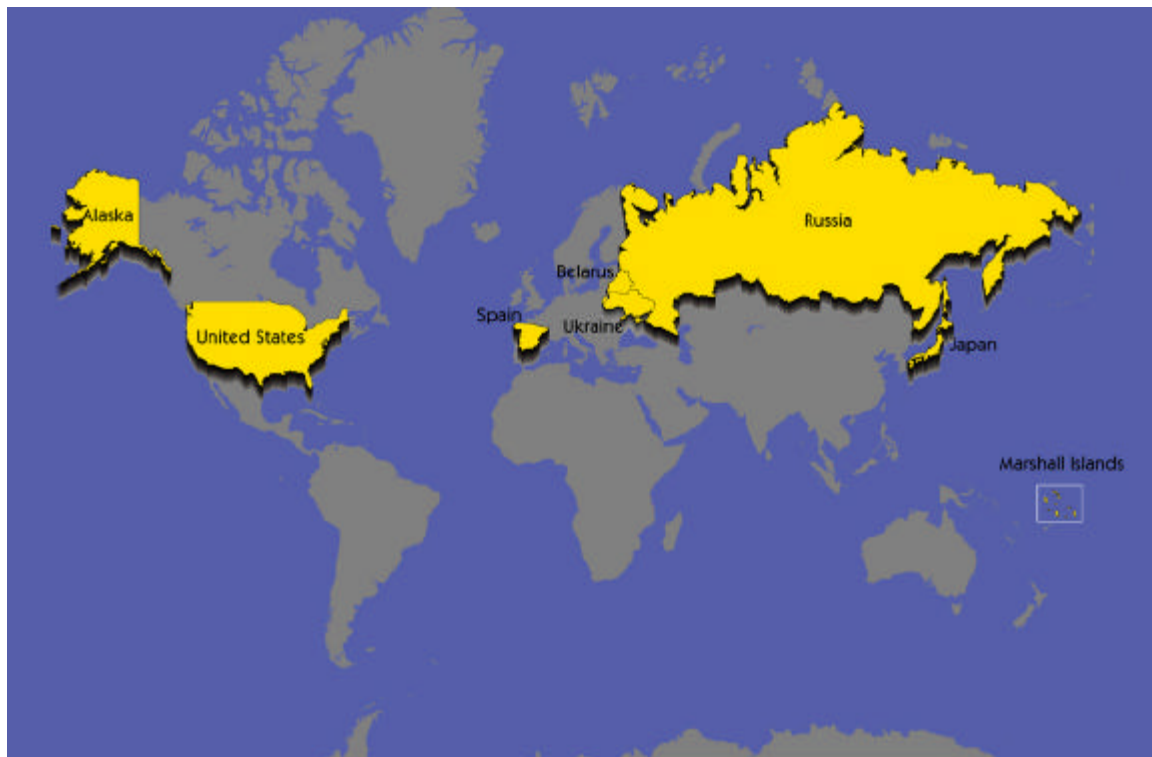 Alaska
Russia
Belarus
Spain
Ukraine
United States
Japan
Marshall Islands